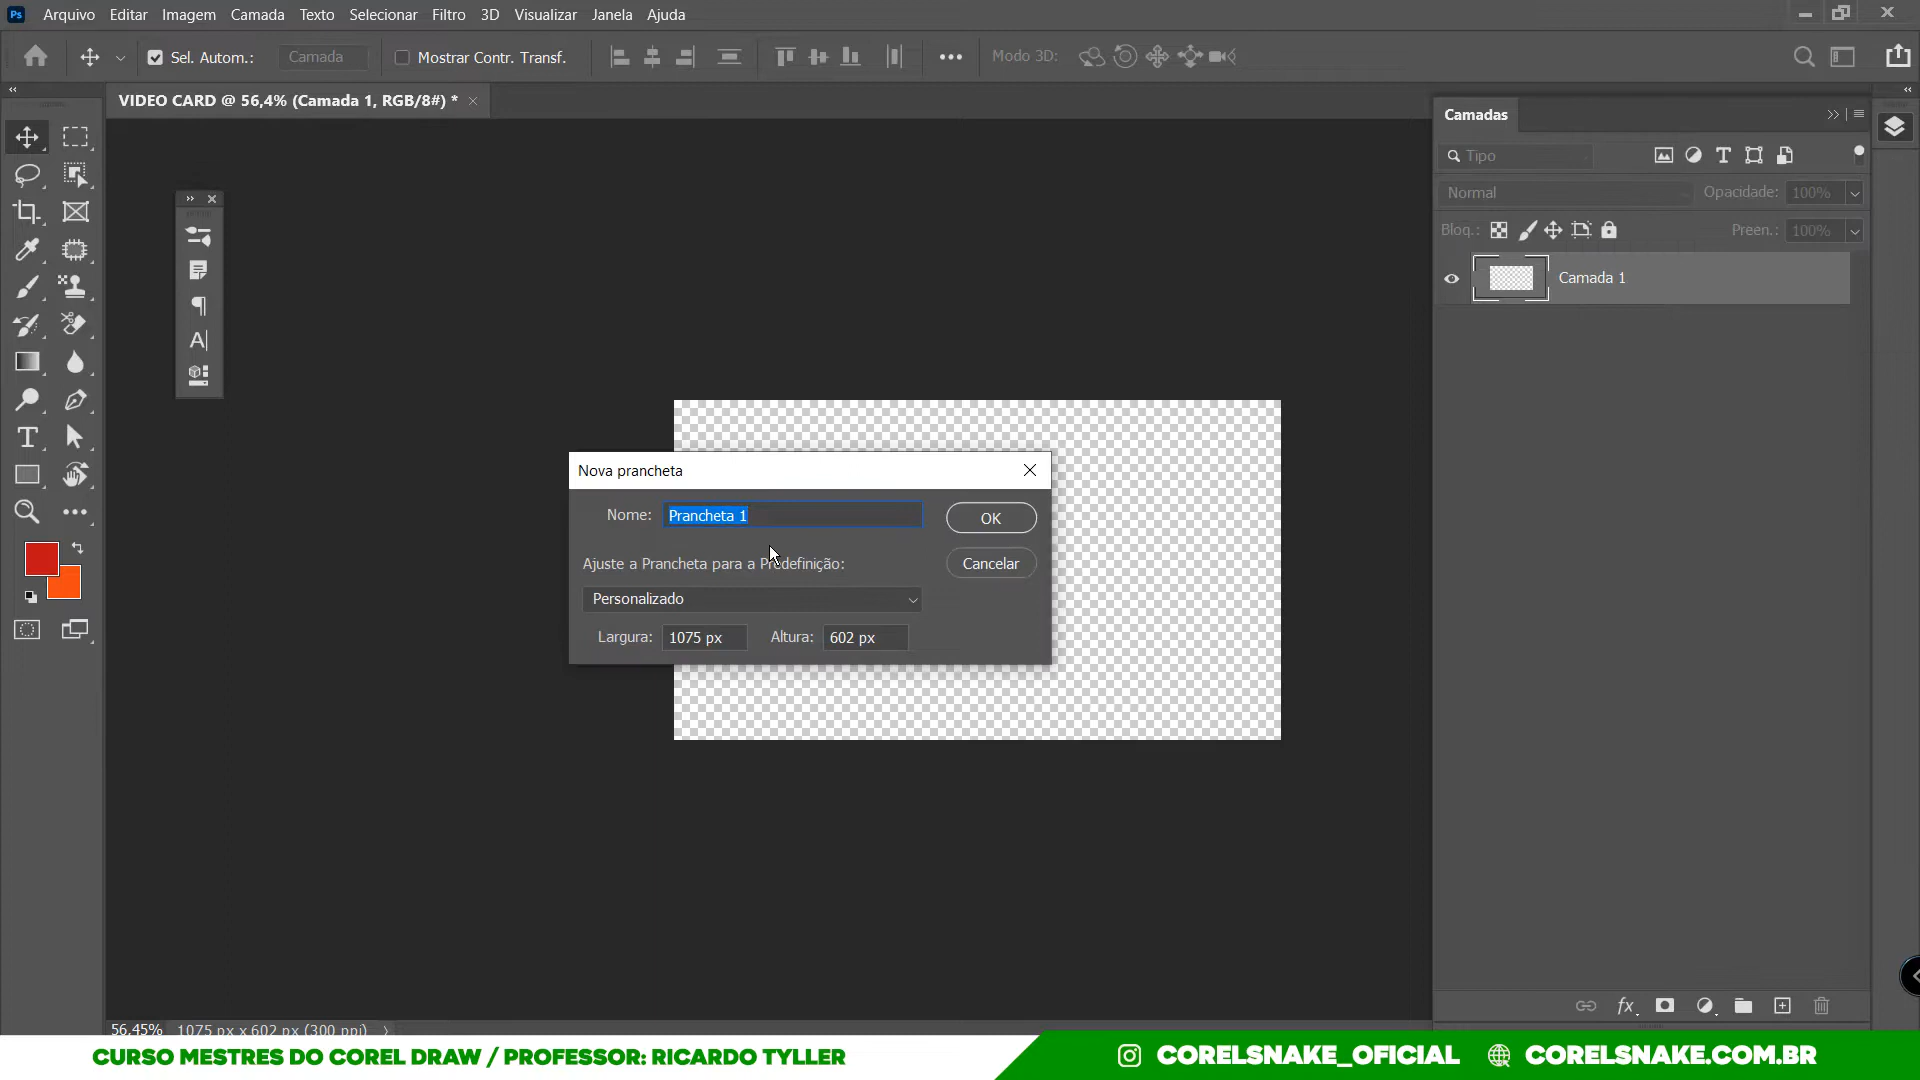 Ps Arquivo Editar Imagem Camada Texto Selecionar Filtro 3D Visualizar Janela Ajuda
Sel. Autom.: Camada Mostrar Contr. Transf. Modo 3D:
VIDEO CARD @ 56,4% (Camada 1, RGB/8#) *
Camadas
Tipo
Normal Opacidade: 100%
Bloq.: Preen.: 100%
Camada 1
Nova prancheta
Nome: Prancheta 1 OK
Ajuste a Prancheta para a Predefinição: Cancelar
Personalizado
Largura: 1075 px Altura: 602 px
56,45% 1075 px x 602 px (300 ppi)
CURSO MESTRES DO COREL DRAW / PROFESSOR: RICARDO TYLLER CORELSNAKE_OFICIAL CORELSNAKE.COM.BR